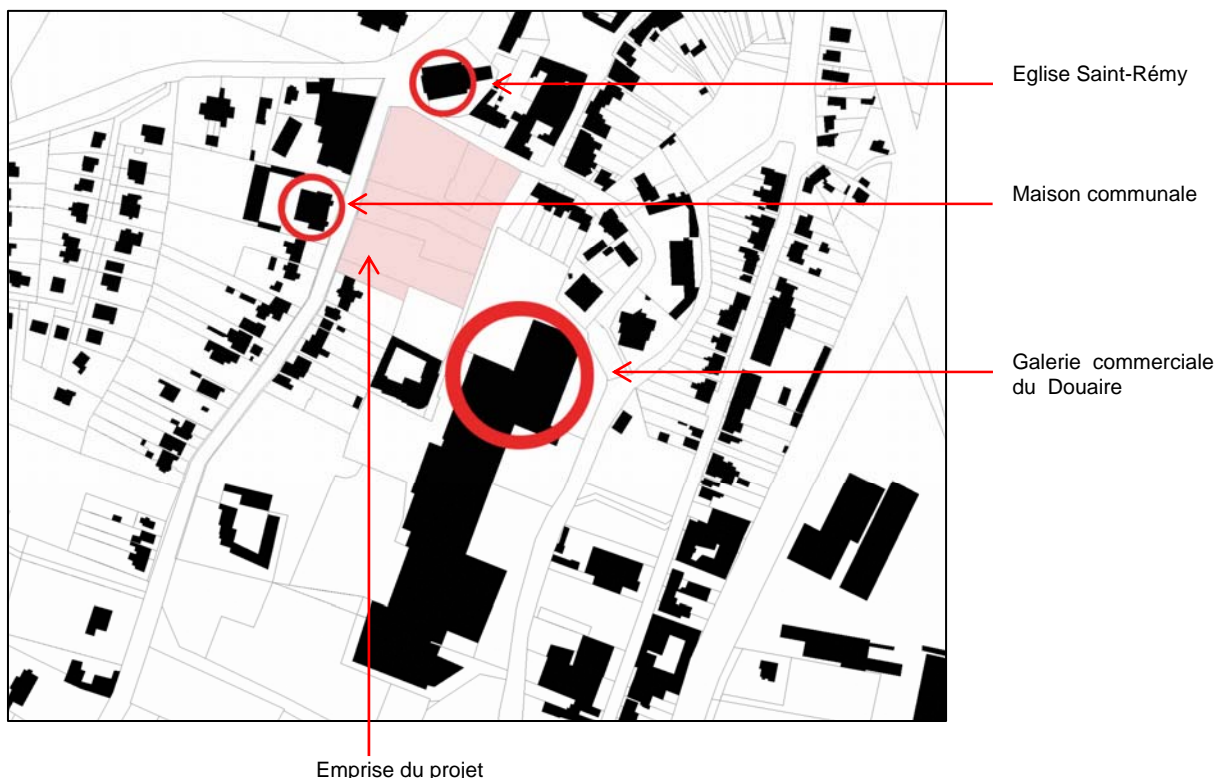 Eglise Saint-Rémy
Maison communale
Galerie commerciale
du Douaire
Emprise du projet